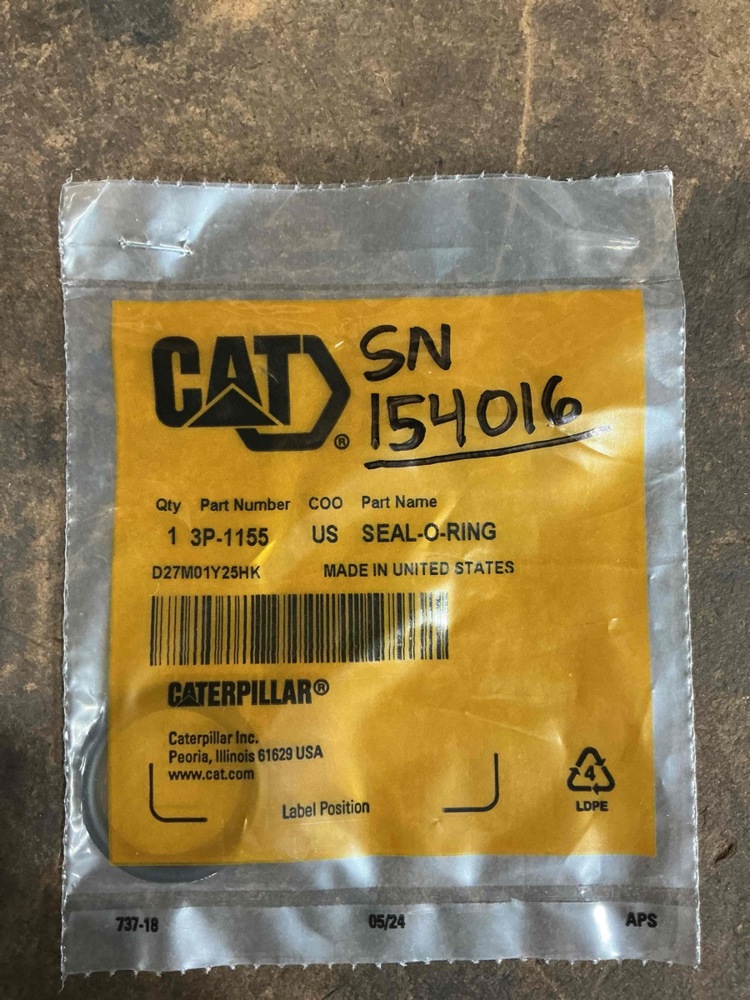 CAT®
SN
154016
Qty Part Number COO Part Name
1 3P-1155 US SEAL-O-RING
D27M01Y25HK MADE IN UNITED STATES
CATERPILLAR®
Caterpillar Inc.
Peoria, Illinois 61629 USA
www.cat.com
Label Position
4
LDPE
737-18 05/24 APS